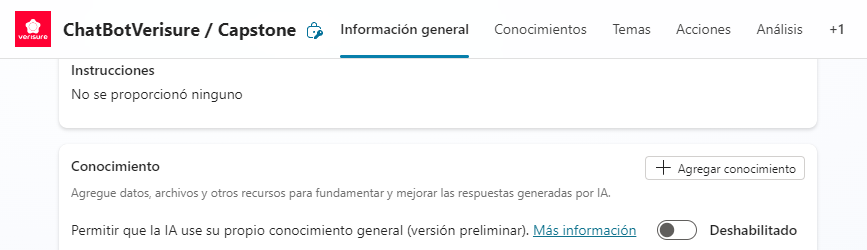 verisure
ChatBotVerisure / Capstone
Información general
Conocimientos
Temas
Acciones
Análisis
+1
Instrucciones
No se proporcionó ninguno
Conocimiento
Agregar conocimiento
Agregue datos, archivos y otros recursos para fundamentar y mejorar las respuestas generadas por IA.
Permitir que la IA use su propio conocimiento general (versión preliminar). Más información
Deshabilitado